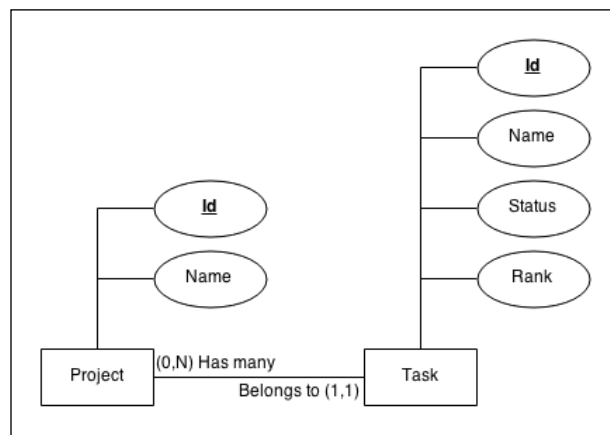 Id
Name
Status
Rank
Id
Name
Project
(0,N) Has many
Belongs to (1,1)
Task